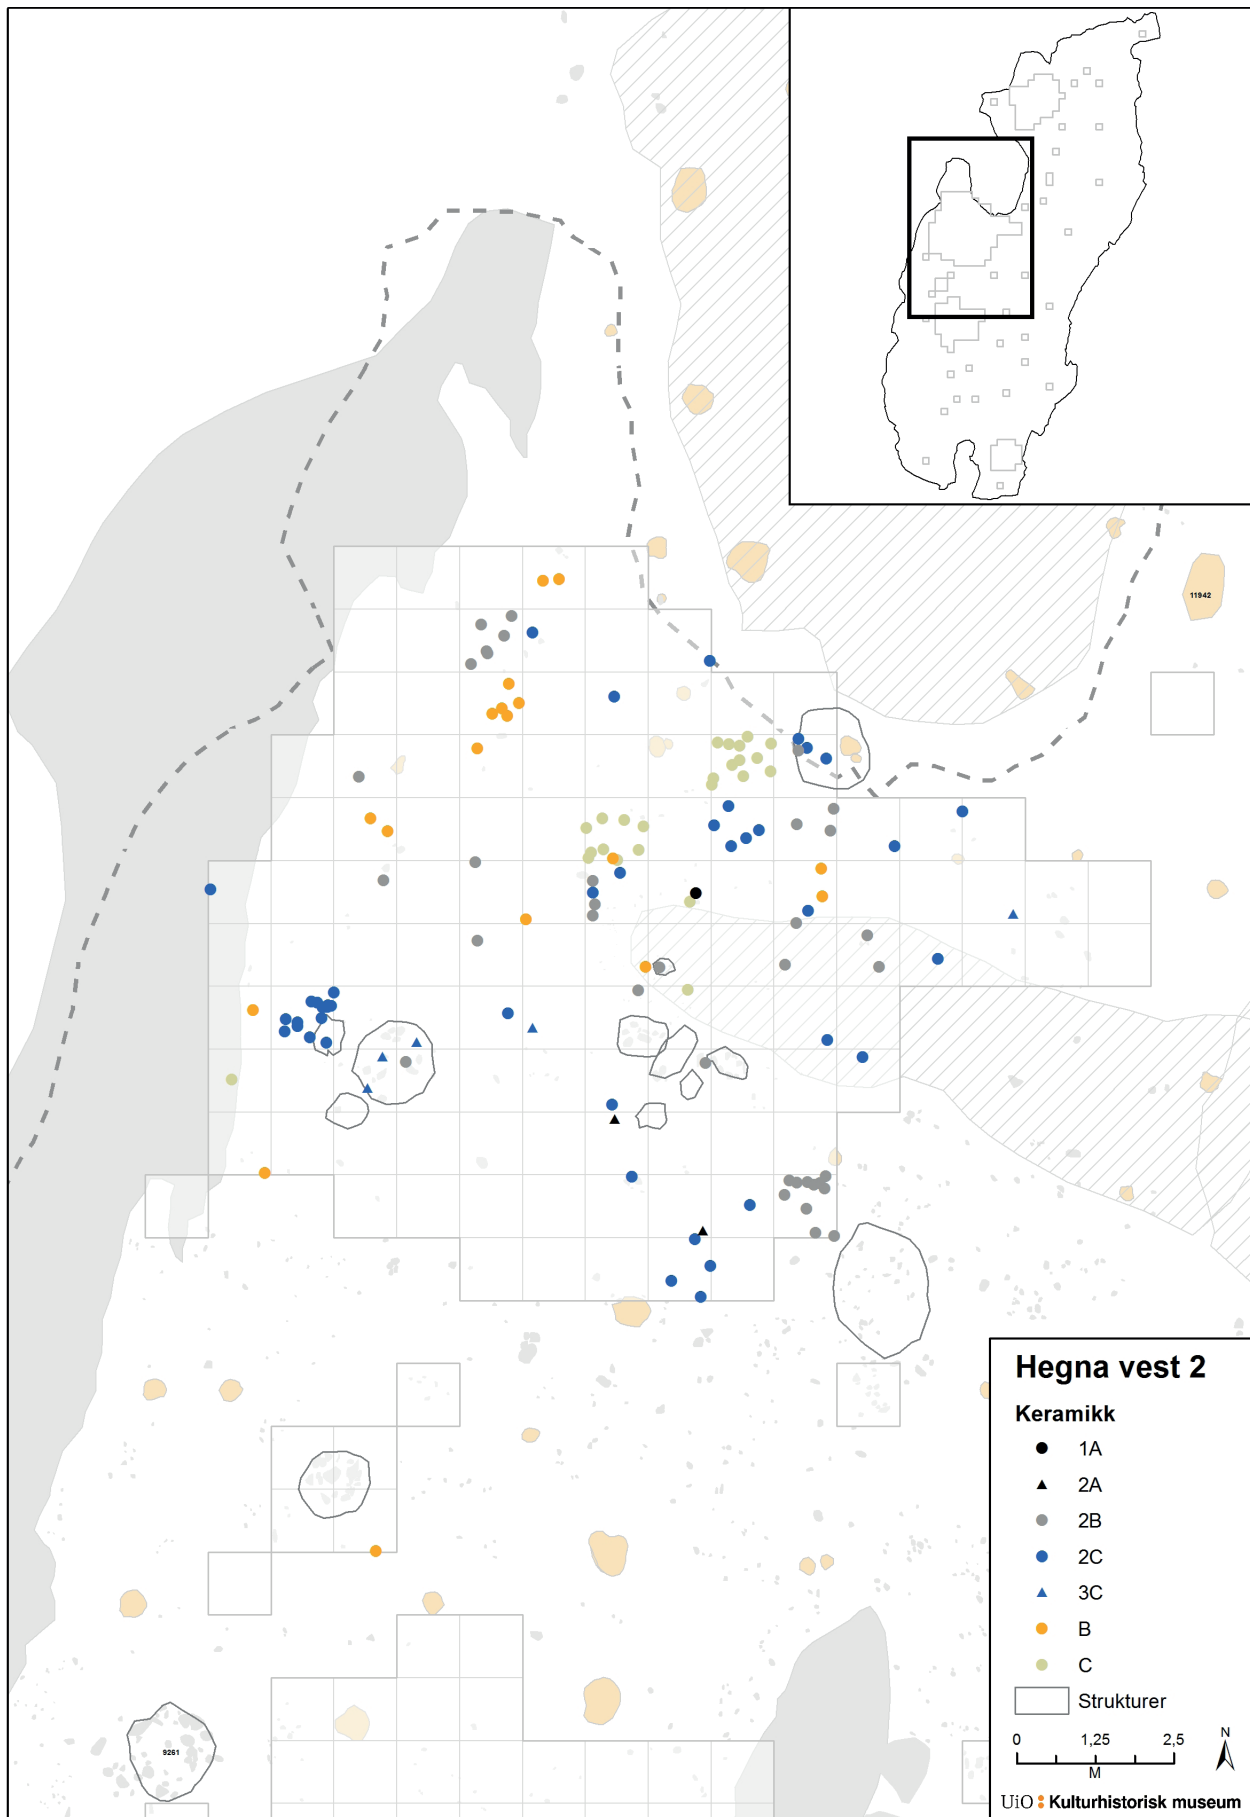 11942
9261
Hegna vest 2
Keramikk
1A
2A
2B
2C
3C
B
C
Strukturer
0 1,25 2,5
M
N
UiO Kulturhistorisk museum